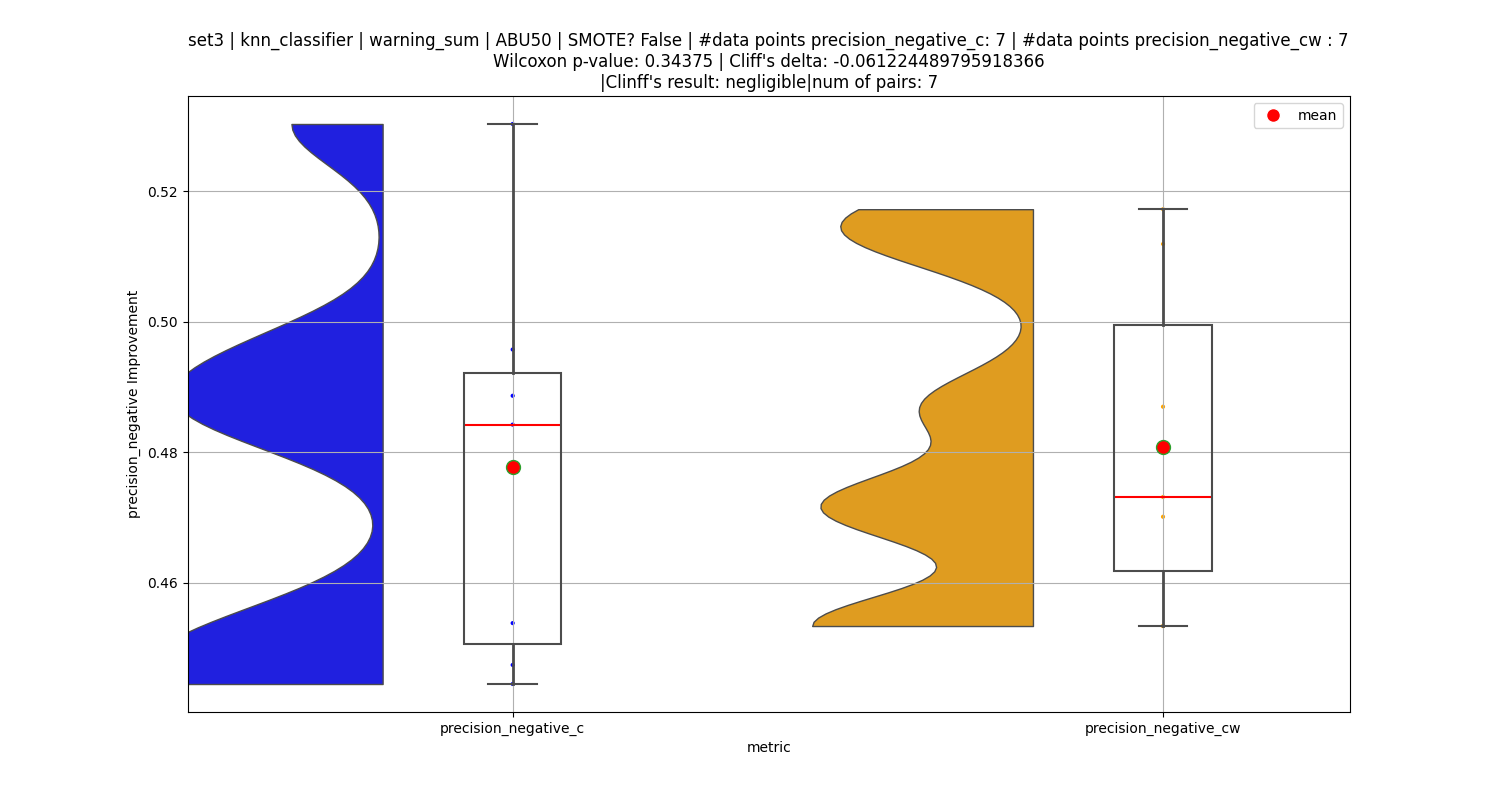 set3 | knn_classifier | warning_sum | ABU50 | SMOTE? False | #data points precision_negative_c: 7 | #data points precision_negative_cw : 7
Wilcoxon p-value: 0.34375 | Cliff's delta: -0.061224489795918366
|Clinff's result: negligible|num of pairs: 7
mean
0.52
0.50
0.48
0.46
precision_negative Improvement
precision_negative_c
precision_negative_cw
metric